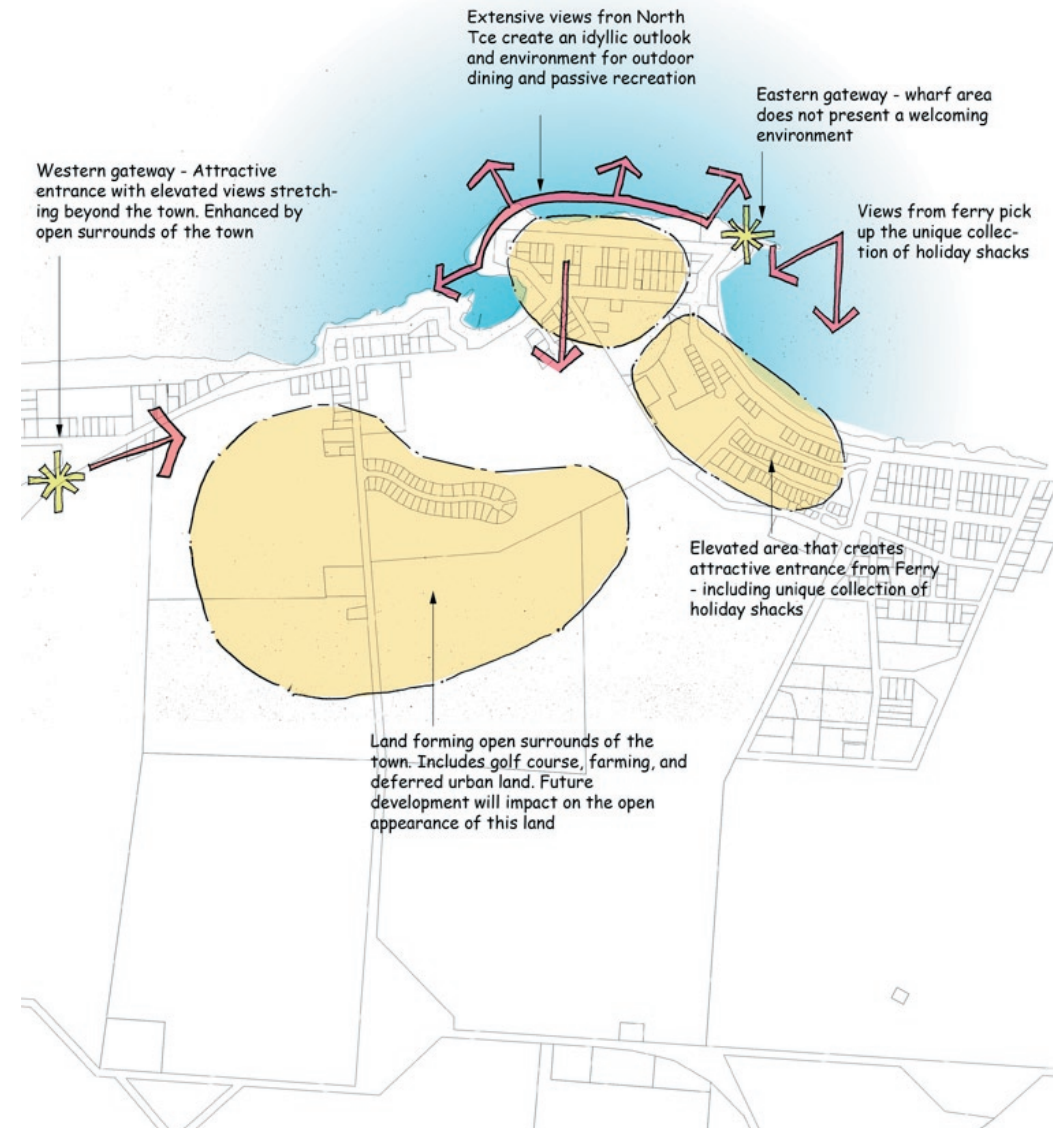 Extensive views fron North
Tce create an idyllic outlook
and environment for outdoor
dining and passive recreation
Eastern gateway - wharf area
does not present a welcoming
environment
Western gateway - Attractive
entrance with elevated views stretch-
ing beyond the town. Enhanced by
open surrounds of the town
Views from ferry pick
up the unique collec-
tion of holiday shacks
Elevated area that creates
attractive entrance from Ferry
- including unique collection of
holiday shacks
Land forming open surrounds of the
town. Includes golf course, farming, and
deferred urban land. Future
development will impact on the open
appearance of this land